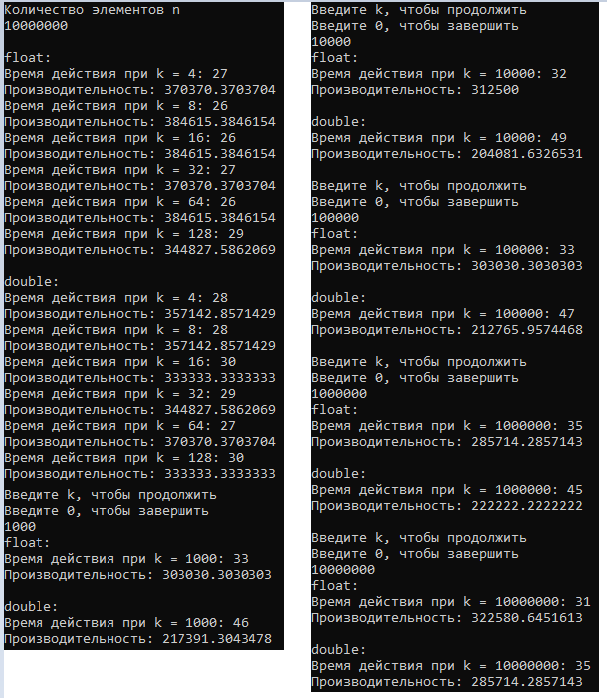 Количество элементов n
10000000
float:
Время действия при k = 4: 27
Производительность: 370370.3703704
Время действия при k = 8: 26
Производительность: 384615.3846154
Время действия при k = 16: 26
Производительность: 384615.3846154
Время действия при k = 32: 27
Производительность: 370370.3703704
Время действия при k = 64: 26
Производительность: 384615.3846154
Время действия при k = 128: 29
Производительность: 344827.5862069
double:
Время действия при k = 4: 28
Производительность: 357142.8571429
Время действия при k = 8: 28
Производительность: 357142.8571429
Время действия при k = 16: 30
Производительность: 333333.3333333
Время действия при k = 32: 29
Производительность: 344827.5862069
Время действия при k = 64: 27
Производительность: 370370.3703704
Время действия при k = 128: 30
Производительность: 333333.3333333
Введите k, чтобы продолжить
Введите 0, чтобы завершить
1000
float:
Время действия при k = 1000: 33
Производительность: 303030.3030303
double:
Время действия при k = 1000: 46
Производительность: 217391.3043478
Введите k, чтобы продолжить
Введите 0, чтобы завершить
10000
float:
Время действия при k = 10000: 32
Производительность: 312500
double:
Время действия при k = 10000: 49
Производительность: 204081.6326531
Введите k, чтобы продолжить
Введите 0, чтобы завершить
100000
float:
Время действия при k = 100000: 33
Производительность: 303030.3030303
double:
Время действия при k = 100000: 47
Производительность: 212765.9574468
Введите k, чтобы продолжить
Введите 0, чтобы завершить
1000000
float:
Время действия при k = 1000000: 35
Производительность: 285714.2857143
double:
Время действия при k = 1000000: 45
Производительность: 222222.2222222
Введите k, чтобы продолжить
Введите 0, чтобы завершить
10000000
float:
Время действия при k = 10000000: 31
Производительность: 322580.6451613
double:
Время действия при k = 10000000: 35
Производительность: 285714.2857143